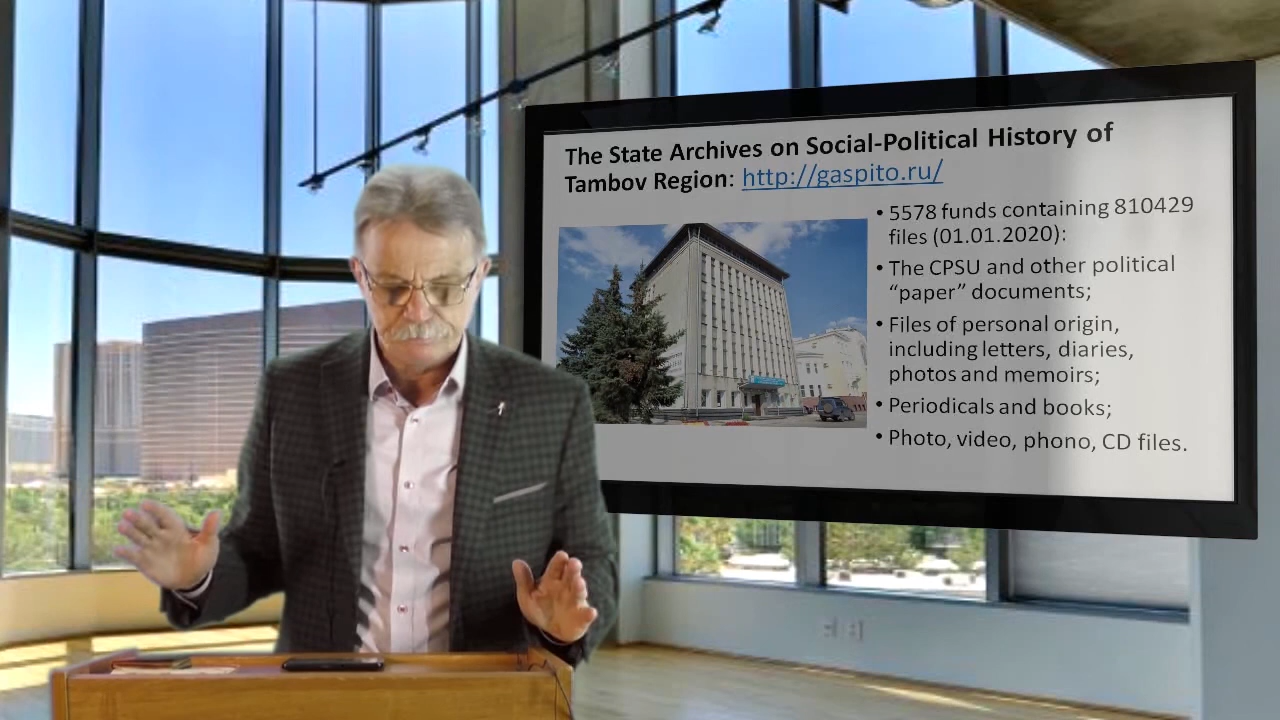 The State Archives on Social-Political History of
Tambov Region: http://gaspito.ru/
• 5578 funds containing 810429
files (01.01.2020):
• The CPSU and other political
“paper” documents;
• Files of personal origin,
including letters, diaries,
photos and memoirs;
• Periodicals and books;
• Photo, video, phono, CD files.